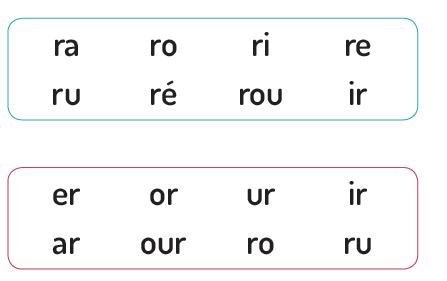 ra ro ri re
ru ré rou ir
er or ur ir
ar our ro ru